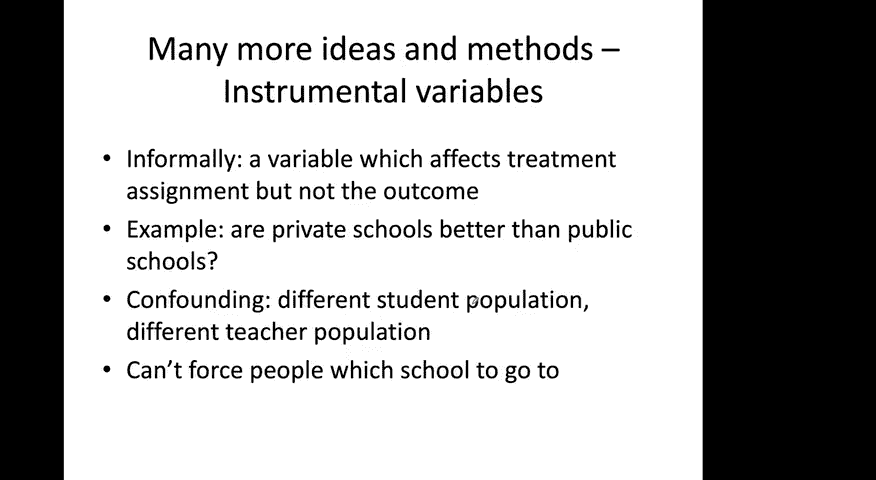 Many more ideas and methods –
Instrumental variables
• Informally: a variable which affects treatment
assignment but not the outcome
• Example: are private schools better than public
schools?
• Confounding: different student population,
different teacher population
• Can’t force people which school to go to